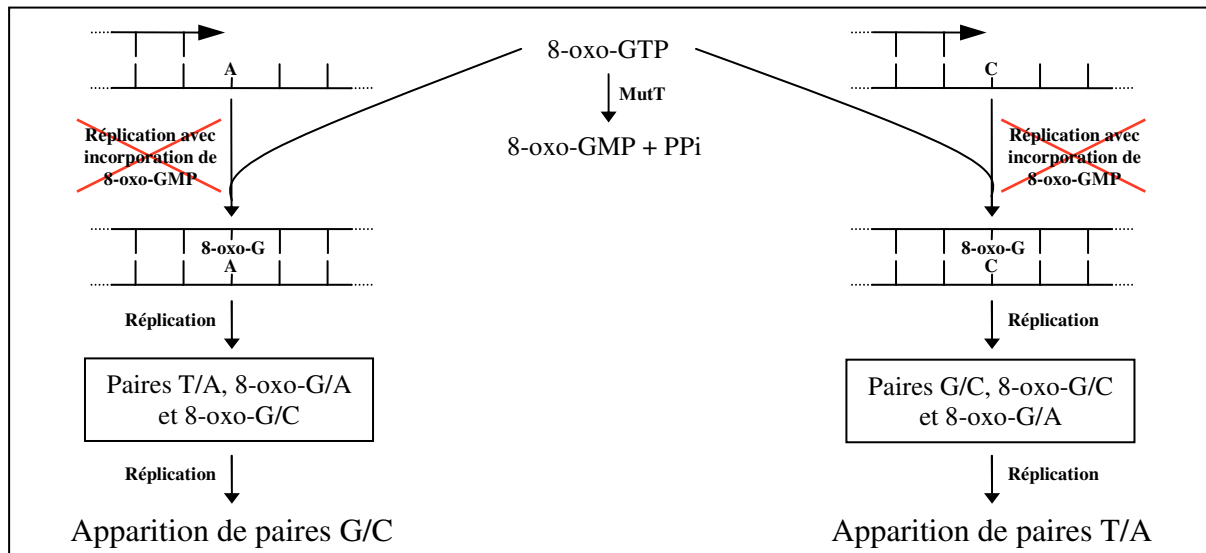 8-oxo-GTP
MutT
8-oxo-GMP + PPi
A
Réplication avec
incorporation de
8-oxo-GMP
8-oxo-G
A
Réplication
Paires T/A, 8-oxo-G/A
et 8-oxo-G/C
Réplication
Apparition de paires G/C
C
Réplication avec
incorporation de
8-oxo-GMP
8-oxo-G
C
Réplication
Paires G/C, 8-oxo-G/C
et 8-oxo-G/A
Réplication
Apparition de paires T/A